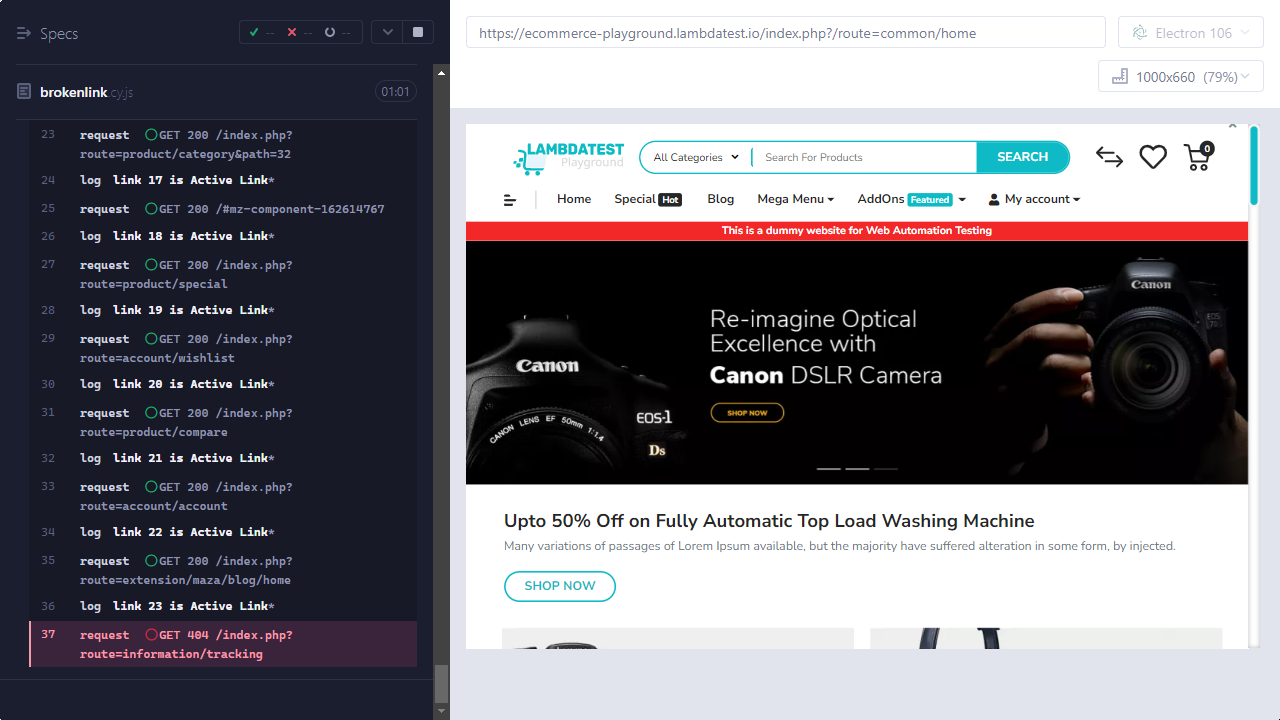 Specs
--
--
--
brokenlink.cy.js
01:01
23 request GET 200 /index.php?
route=product/category&path=32
24 log link 17 is Active Link*
25 request GET 200 /#mz-component-162614767
26 log link 18 is Active Link*
27 request GET 200 /index.php?
route=product/special
28 log link 19 is Active Link*
29 request GET 200 /index.php?
route=account/wishlist
30 log link 20 is Active Link*
31 request GET 200 /index.php?
route=product/compare
32 log link 21 is Active Link*
33 request GET 200 /index.php?
route=account/account
34 log link 22 is Active Link*
35 request GET 200 /index.php?
route=extension/maza/blog/home
36 log link 23 is Active Link*
37 request GET 404 /index.php?
route=information/tracking
https://ecommerce-playground.lambdatest.io/index.php?/route=common/home
Electron 106
1000x660 (79%)
LAMBDATEST
Playground
All Categories
Search For Products
SEARCH
0
Home
Special Hot
Blog
Mega Menu
AddOns Featured
My account
This is a dummy website for Web Automation Testing
Canon
EOS
Re-imagine Optical
Excellence with
Canon DSLR Camera
SHOP NOW
Canon
CANON LENS EF 50mm 1:1.4
EOS-1
Ds
Upto 50% Off on Fully Automatic Top Load Washing Machine
Many variations of passages of Lorem Ipsum available, but the majority have suffered alteration in some form, by injected.
SHOP NOW